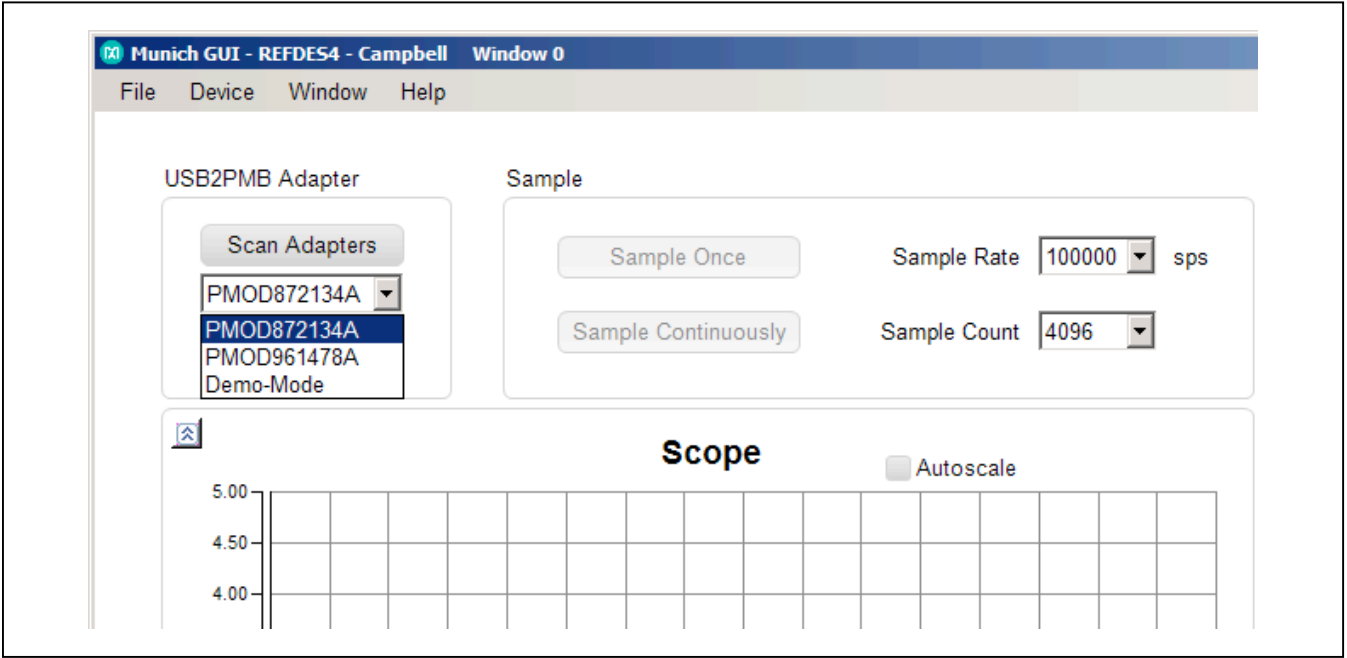 Munich GUI - REFDES4 - Campbell Window 0
File Device Window Help
USB2PMB Adapter
Scan Adapters
PMOD872134A
PMOD872134A
PMOD961478A
Demo-Mode
Sample
Sample Once
Sample Rate 100000 sps
Sample Continuously
Sample Count 4096
Scope
Autoscale
5.00
4.50
4.00